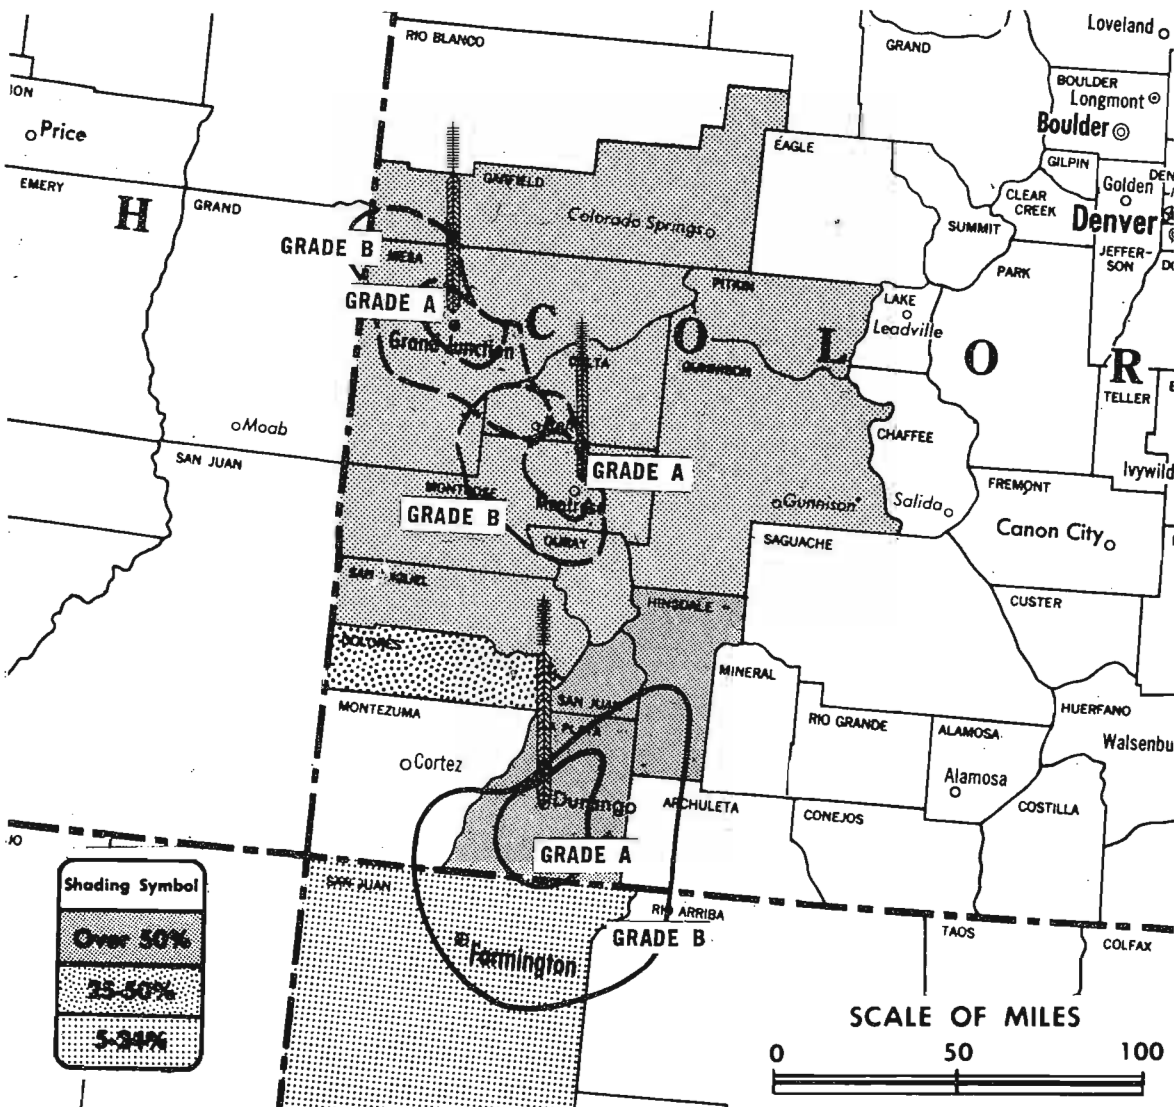 RIO BLANCO
GRAND
Loveland
BOULDER
Longmont
Boulder
Price
EMERY
GRAND
H
GARFIELD
EAGLE
GILPIN
CLEAR
CREEK
Golden
Denver
SUMMIT
JEFFER-
SON
PARK
Colorado Springs
GRADE B
MESA
GRADE A
Grand Junction
PITKIN
LAKE
Leadville
C
O
L
O
R
DELTA
GUNNISON
TELLER
Moab
SAN JUAN
CHAFFEE
Ivywild
GRADE A
MONTROSE
GRADE B
Montrose
Gunnison
Salida
FREMONT
Canon City
OURAY
SAGUACHE
SAN MIGUEL
HINSDALE
CUSTER
DOLORES
MINERAL
SAN JUAN
MONTEZUMA
LA PLATA
RIO GRANDE
ALAMOSA
HUERFANO
Walsenbu
Cortez
Durango
ARCHULETA
Alamosa
CONEJOS
COSTILLA
GRADE A
SAN JUAN
RIO ARRIBA
GRADE B
TAOS
COLFAX
Farmington
Shading Symbol
Over 50%
25-50%
5-24%
SCALE OF MILES
0 50 100